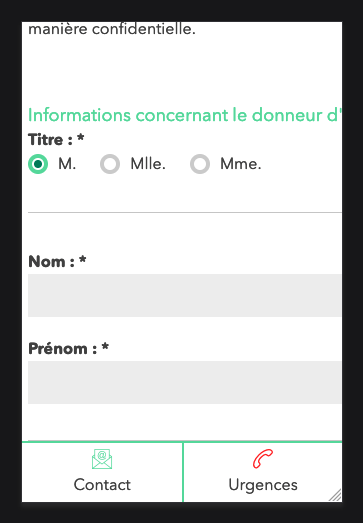 manière confidentielle.
Informations concernant le donneur d'
Titre : *
M. Mlle. Mme.
Nom : *
Prénom : *
Contact Urgences